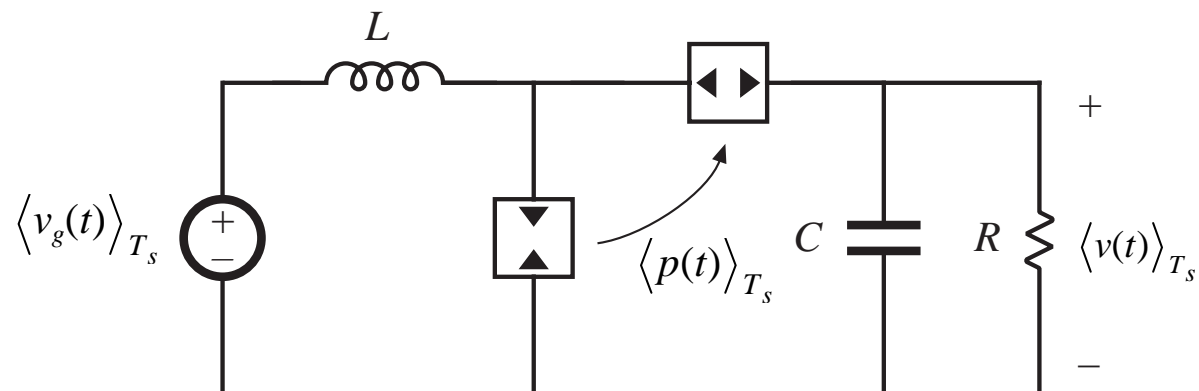 L
+
⟨v_g(t)⟩_{T_s}
+
−
⟨p(t)⟩_{T_s}
C
R
⟨v(t)⟩_{T_s}
−